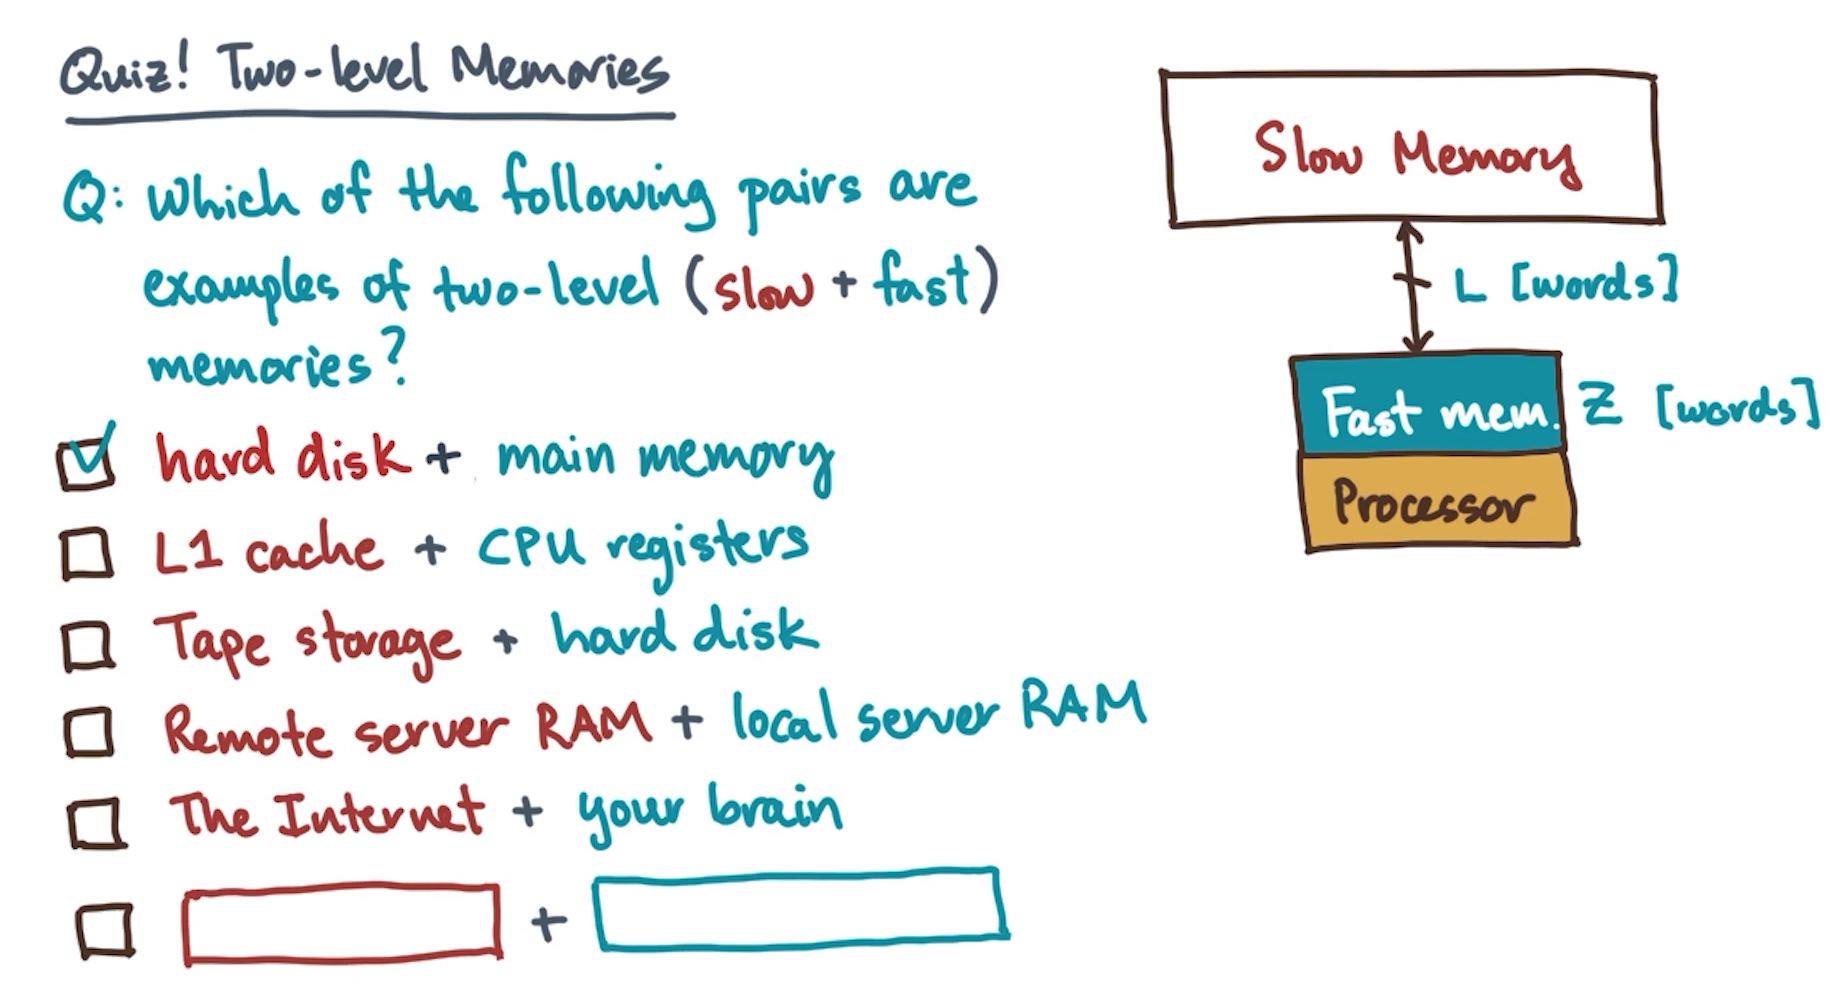 Quiz! Two-level Memories
Q: Which of the following pairs are
examples of two-level (slow + fast)
memories?
hard disk + main memory
L1 cache + CPU registers
Tape storage + hard disk
Remote server RAM + local server RAM
The Internet + your brain
+
Slow Memory
L [words]
Fast mem. Z [words]
Processor